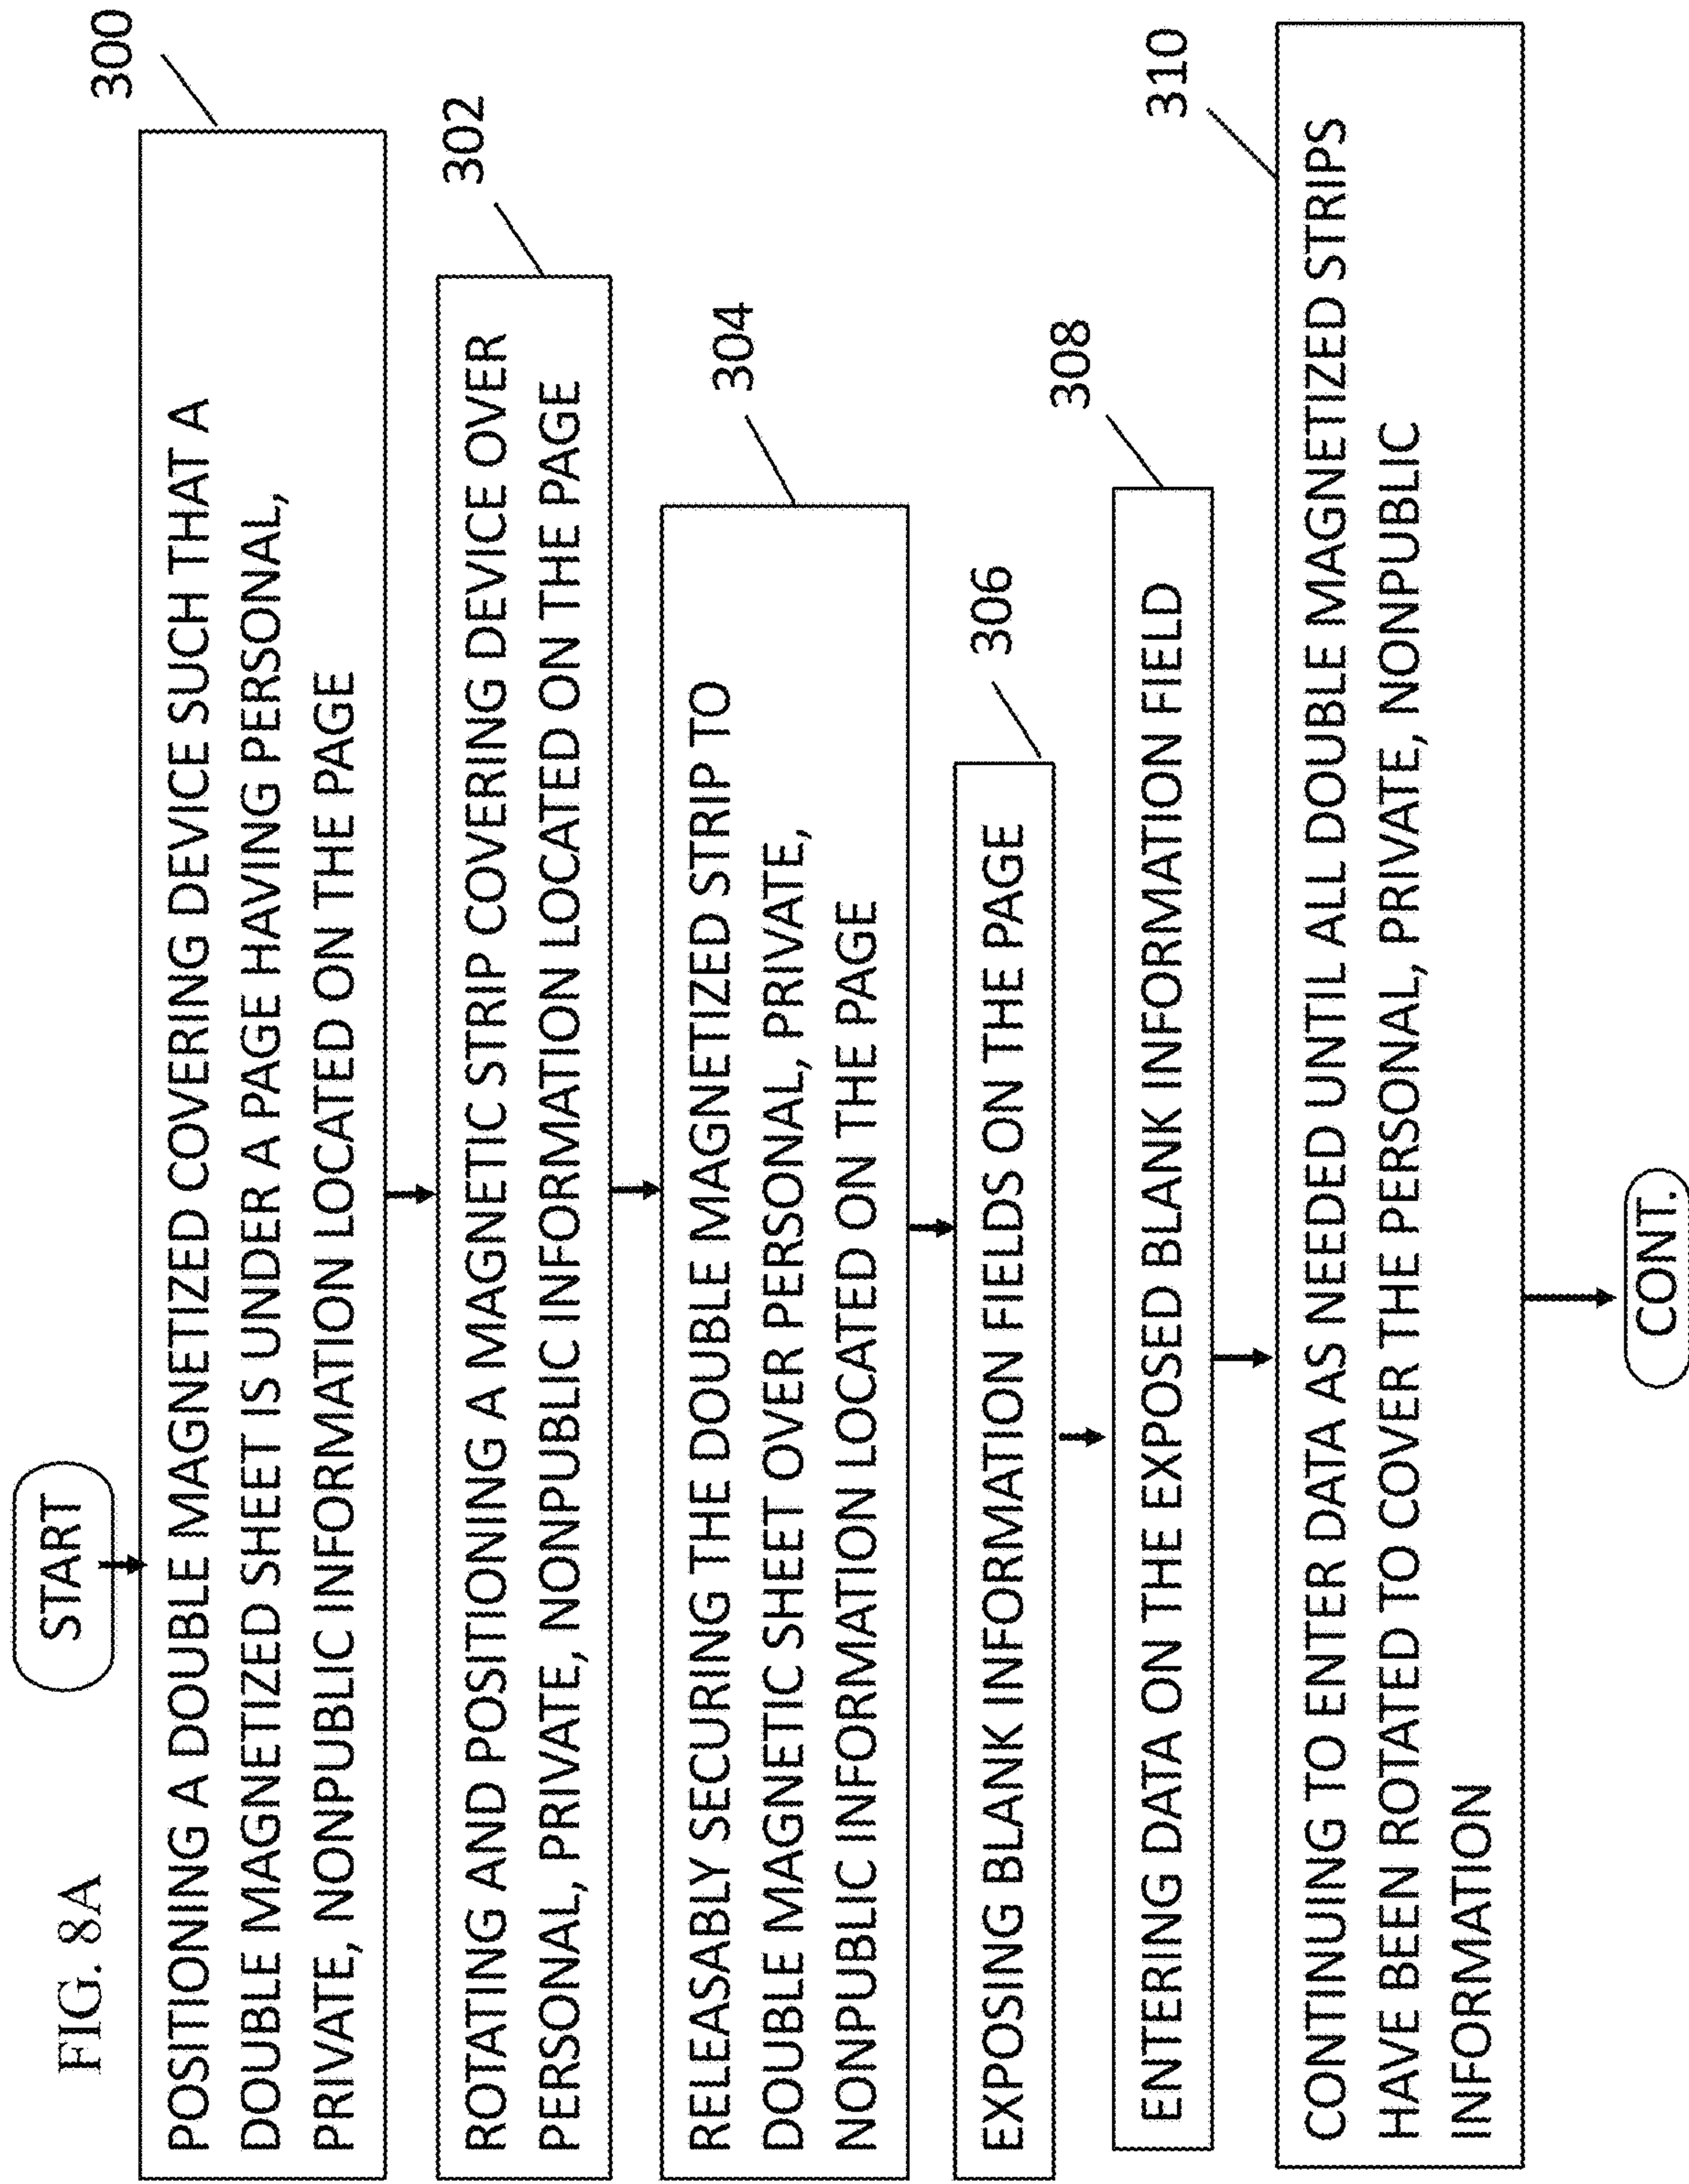 FIG. 8A
START
300
POSITIONING A DOUBLE MAGNETIZED COVERING DEVICE SUCH THAT A
DOUBLE MAGNETIZED SHEET IS UNDER A PAGE HAVING PERSONAL,
PRIVATE, NONPUBLIC INFORMATION LOCATED ON THE PAGE
302
ROTATING AND POSITIONING A MAGNETIC STRIP COVERING DEVICE OVER
PERSONAL, PRIVATE, NONPUBLIC INFORMATION LOCATED ON THE PAGE
304
RELEASABLY SECURING THE DOUBLE MAGNETIZED STRIP TO
DOUBLE MAGNETIC SHEET OVER PERSONAL, PRIVATE,
NONPUBLIC INFORMATION LOCATED ON THE PAGE
306
EXPOSING BLANK INFORMATION FIELDS ON THE PAGE
308
ENTERING DATA ON THE EXPOSED BLANK INFORMATION FIELD
310
CONTINUING TO ENTER DATA AS NEEDED UNTIL ALL DOUBLE MAGNETIZED STRIPS
HAVE BEEN ROTATED TO COVER THE PERSONAL, PRIVATE, NONPUBLIC
INFORMATION
CONT.